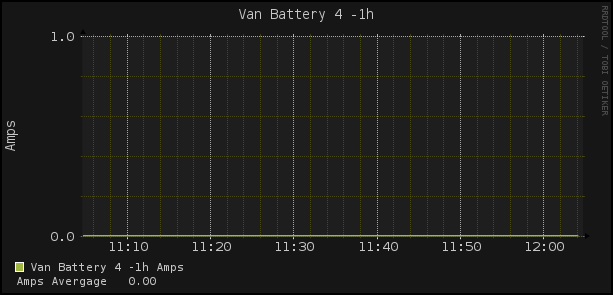 Van Battery 4 -1h
RRDTOOL / TOBI OETIKER
Amps
1.0
0.0
11:10 11:20 11:30 11:40 11:50 12:00
Van Battery 4 -1h Amps
Amps Avergage 0.00